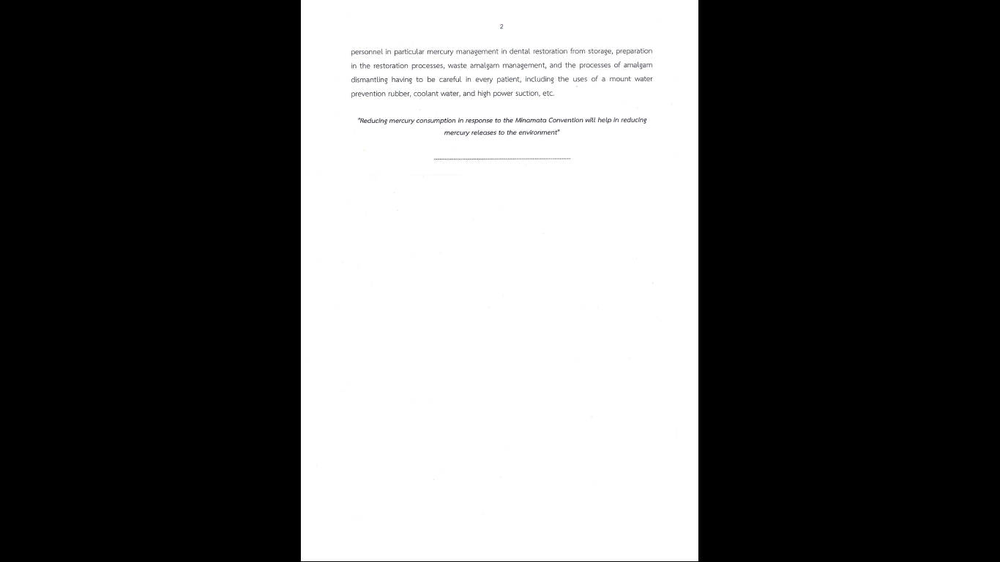 2
personnel in particular mercury management in dental restoration from storage, preparation
in the restoration processes, waste amalgam management, and the processes of amalgam
dismantling having to be careful in every patient, including the uses of a mount water
prevention rubber, coolant water, and high power suction, etc.
"Reducing mercury consumption in response to the Minamata Convention will help in reducing
mercury releases to the environment"